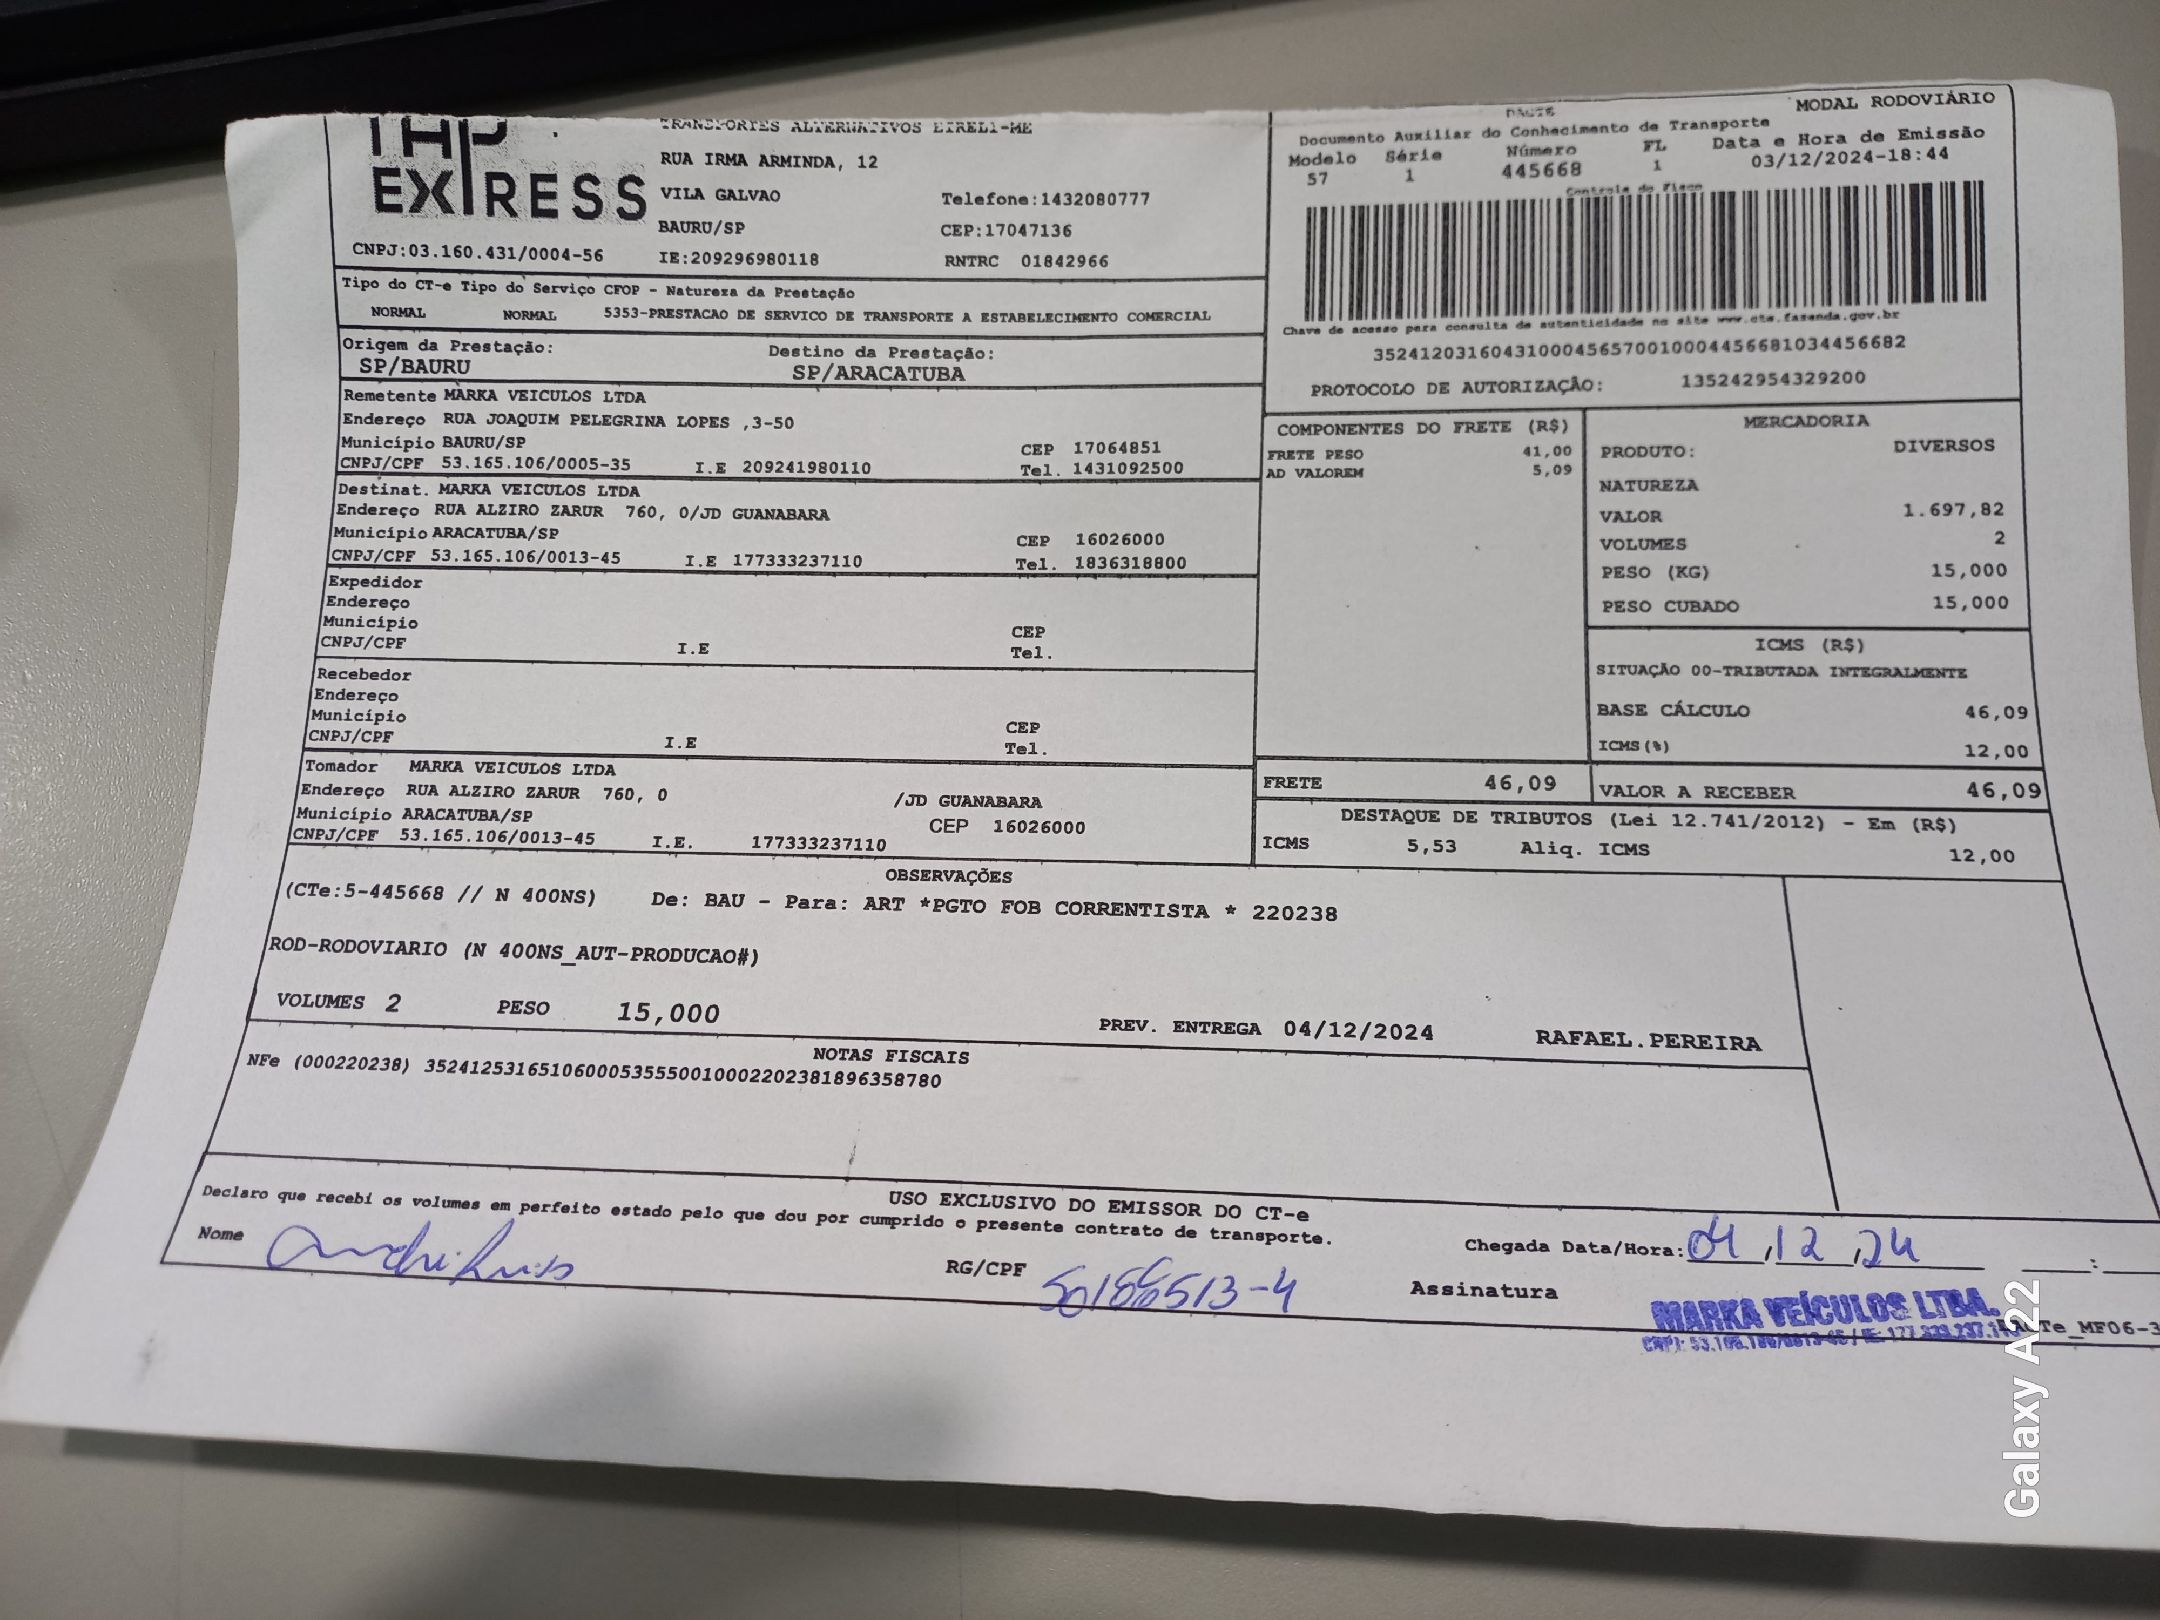 THP
EXPRESS
TRANSPORTES ALTERNATIVOS EIRELI-ME
RUA IRMA ARMINDA, 12
VILA GALVAO Telefone:1432080777
BAURU/SP CEP:17047136
CNPJ:03.160.431/0004-56 IE:209296980118 RNTRC 01842966
DACTE MODAL RODOVIÁRIO
Documento Auxiliar do Conhecimento de Transporte
Modelo Série Número FL Data e Hora de Emissão
57 1 445668 1 03/12/2024-18:44
Controle do Fisco
Chave de acesso para consulta de autenticidade no site www.cte.fazenda.gov.br
35241203160431000456570010004456681034456682
PROTOCOLO DE AUTORIZAÇÃO: 135242954329200
Tipo do CT-e Tipo do Serviço CFOP - Natureza da Prestação
NORMAL NORMAL 5353-PRESTACAO DE SERVICO DE TRANSPORTE A ESTABELECIMENTO COMERCIAL
Origem da Prestação: Destino da Prestação:
SP/BAURU SP/ARACATUBA
Remetente MARKA VEICULOS LTDA
Endereço RUA JOAQUIM PELEGRINA LOPES ,3-50
Município BAURU/SP CEP 17064851
CNPJ/CPF 53.165.106/0005-35 I.E 209241980110 Tel. 1431092500
Destinat. MARKA VEICULOS LTDA
Endereço RUA ALZIRO ZARUR 760, 0/JD GUANABARA
Município ARACATUBA/SP CEP 16026000
CNPJ/CPF 53.165.106/0013-45 I.E 177333237110 Tel. 1836318800
Expedidor
Endereço
Município CEP
CNPJ/CPF I.E Tel.
Recebedor
Endereço
Município CEP
CNPJ/CPF I.E Tel.
Tomador MARKA VEICULOS LTDA
Endereço RUA ALZIRO ZARUR 760, 0 /JD GUANABARA
Município ARACATUBA/SP CEP 16026000
CNPJ/CPF 53.165.106/0013-45 I.E. 177333237110
COMPONENTES DO FRETE (R$)
FRETE PESO 41,00
AD VALOREM 5,09
MERCADORIA
PRODUTO: DIVERSOS
NATUREZA
VALOR 1.697,82
VOLUMES 2
PESO (KG) 15,000
PESO CUBADO 15,000
ICMS (R$)
SITUAÇÃO 00-TRIBUTADA INTEGRALMENTE
BASE CÁLCULO 46,09
ICMS(%) 12,00
FRETE 46,09 VALOR A RECEBER 46,09
DESTAQUE DE TRIBUTOS (Lei 12.741/2012) - Em (R$)
ICMS 5,53 Aliq. ICMS 12,00
OBSERVAÇÕES
(CTe:5-445668 // N 400NS) De: BAU - Para: ART *PGTO FOB CORRENTISTA * 220238
ROD-RODOVIARIO (N 400NS_AUT-PRODUCAO#)
VOLUMES 2 PESO 15,000 PREV. ENTREGA 04/12/2024 RAFAEL.PEREIRA
NOTAS FISCAIS
NFe (000220238) 35241253165106000535550010002202381896358780
USO EXCLUSIVO DO EMISSOR DO CT-e
Declaro que recebi os volumes em perfeito estado pelo que dou por cumprido o presente contrato de transporte.
Nome RG/CPF 50166513-4 Chegada Data/Hora: 04,12,24 :
Assinatura
MARKA VEÍCULOS LTDA.
Galaxy A22